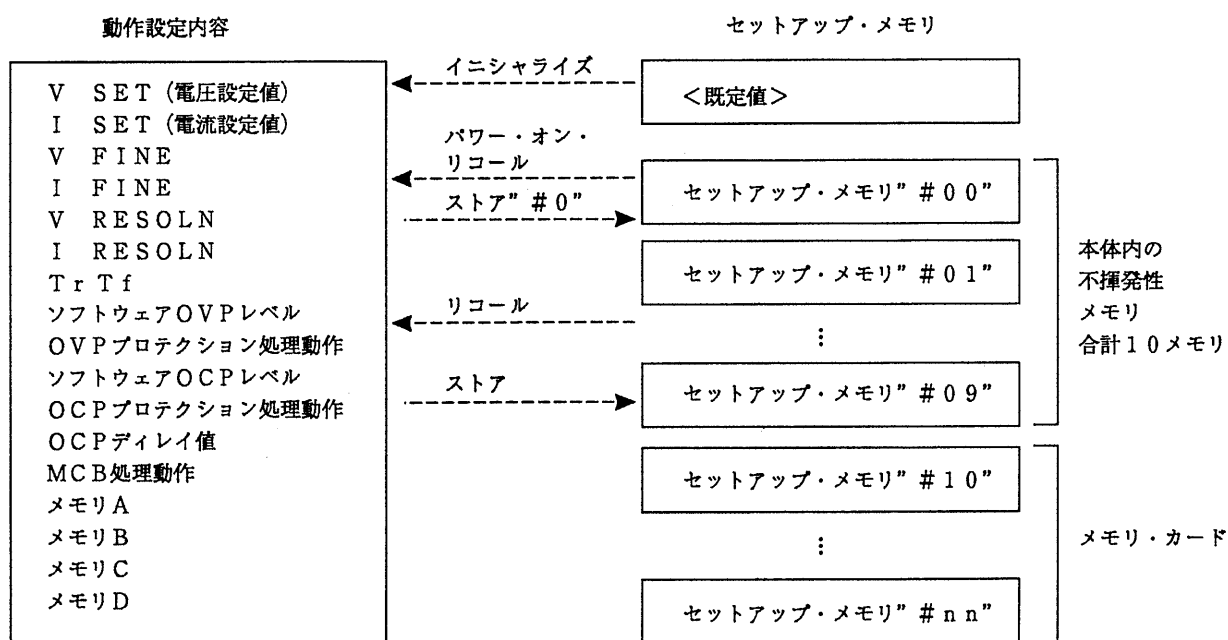 動作設定内容
V SET(電圧設定値)
I SET(電流設定値)
V FINE
I FINE
V RESOLN
I RESOLN
TrTf
ソフトウェアOVPレベル
OVPプロテクション処理動作
ソフトウェアOCPレベル
OCPプロテクション処理動作
OCPディレイ値
MCB処理動作
メモリA
メモリB
メモリC
メモリD
イニシャライズ
パワー・オン・
リコール
ストア"#0"
リコール
ストア
セットアップ・メモリ
<既定値>
セットアップ・メモリ"#00"
セットアップ・メモリ"#01"
⋮
セットアップ・メモリ"#09"
セットアップ・メモリ"#10"
⋮
セットアップ・メモリ"#nn"
本体内の
不揮発性
メモリ
合計10メモリ
メモリ・カード